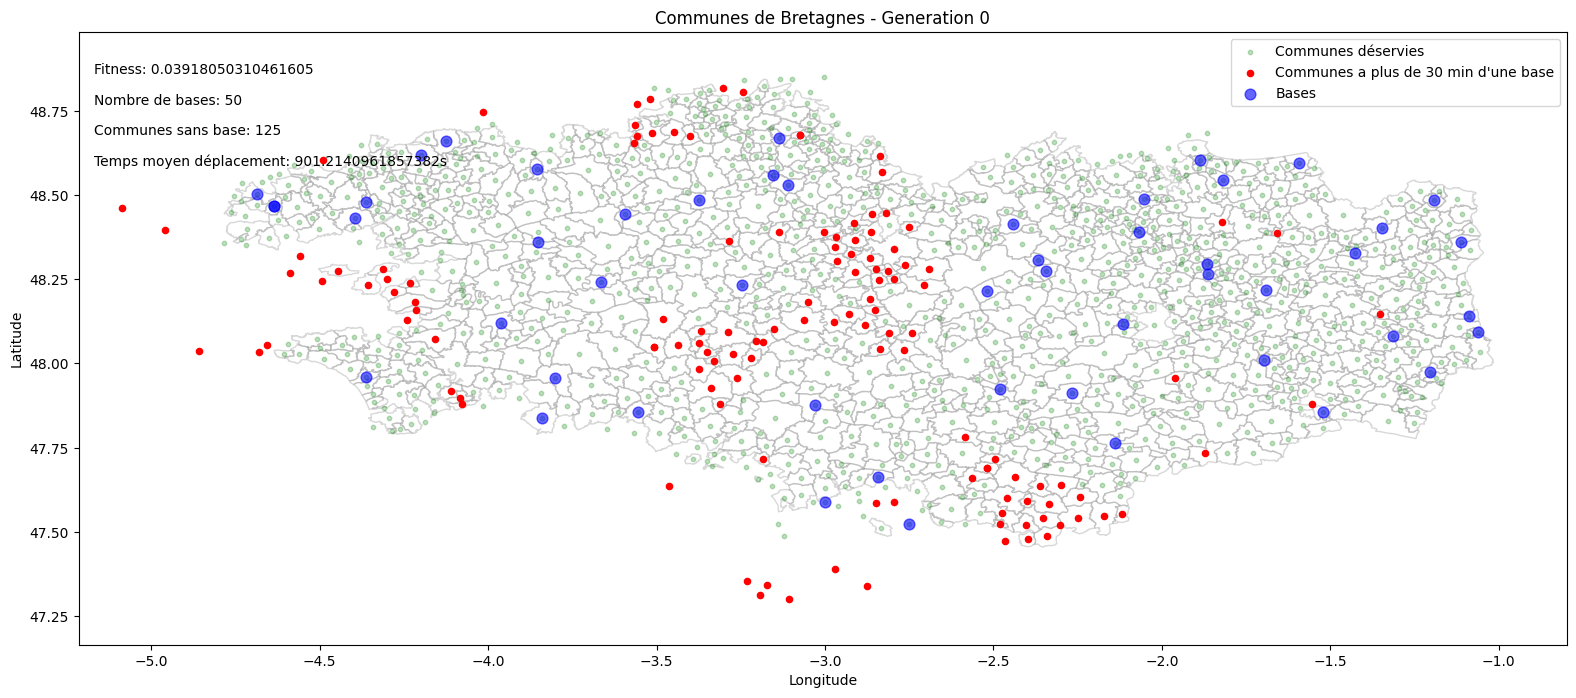 Communes de Bretagnes - Generation 0
Fitness: 0.03918050310461605
Nombre de bases: 50
Communes sans base: 125
Temps moyen déplacement: 901.2140961857382s
Communes déservies
Communes a plus de 30 min d'une base
Bases
Latitude
48.75
48.50
48.25
48.00
47.75
47.50
47.25
−5.0 −4.5 −4.0 −3.5 −3.0 −2.5 −2.0 −1.5 −1.0
Longitude